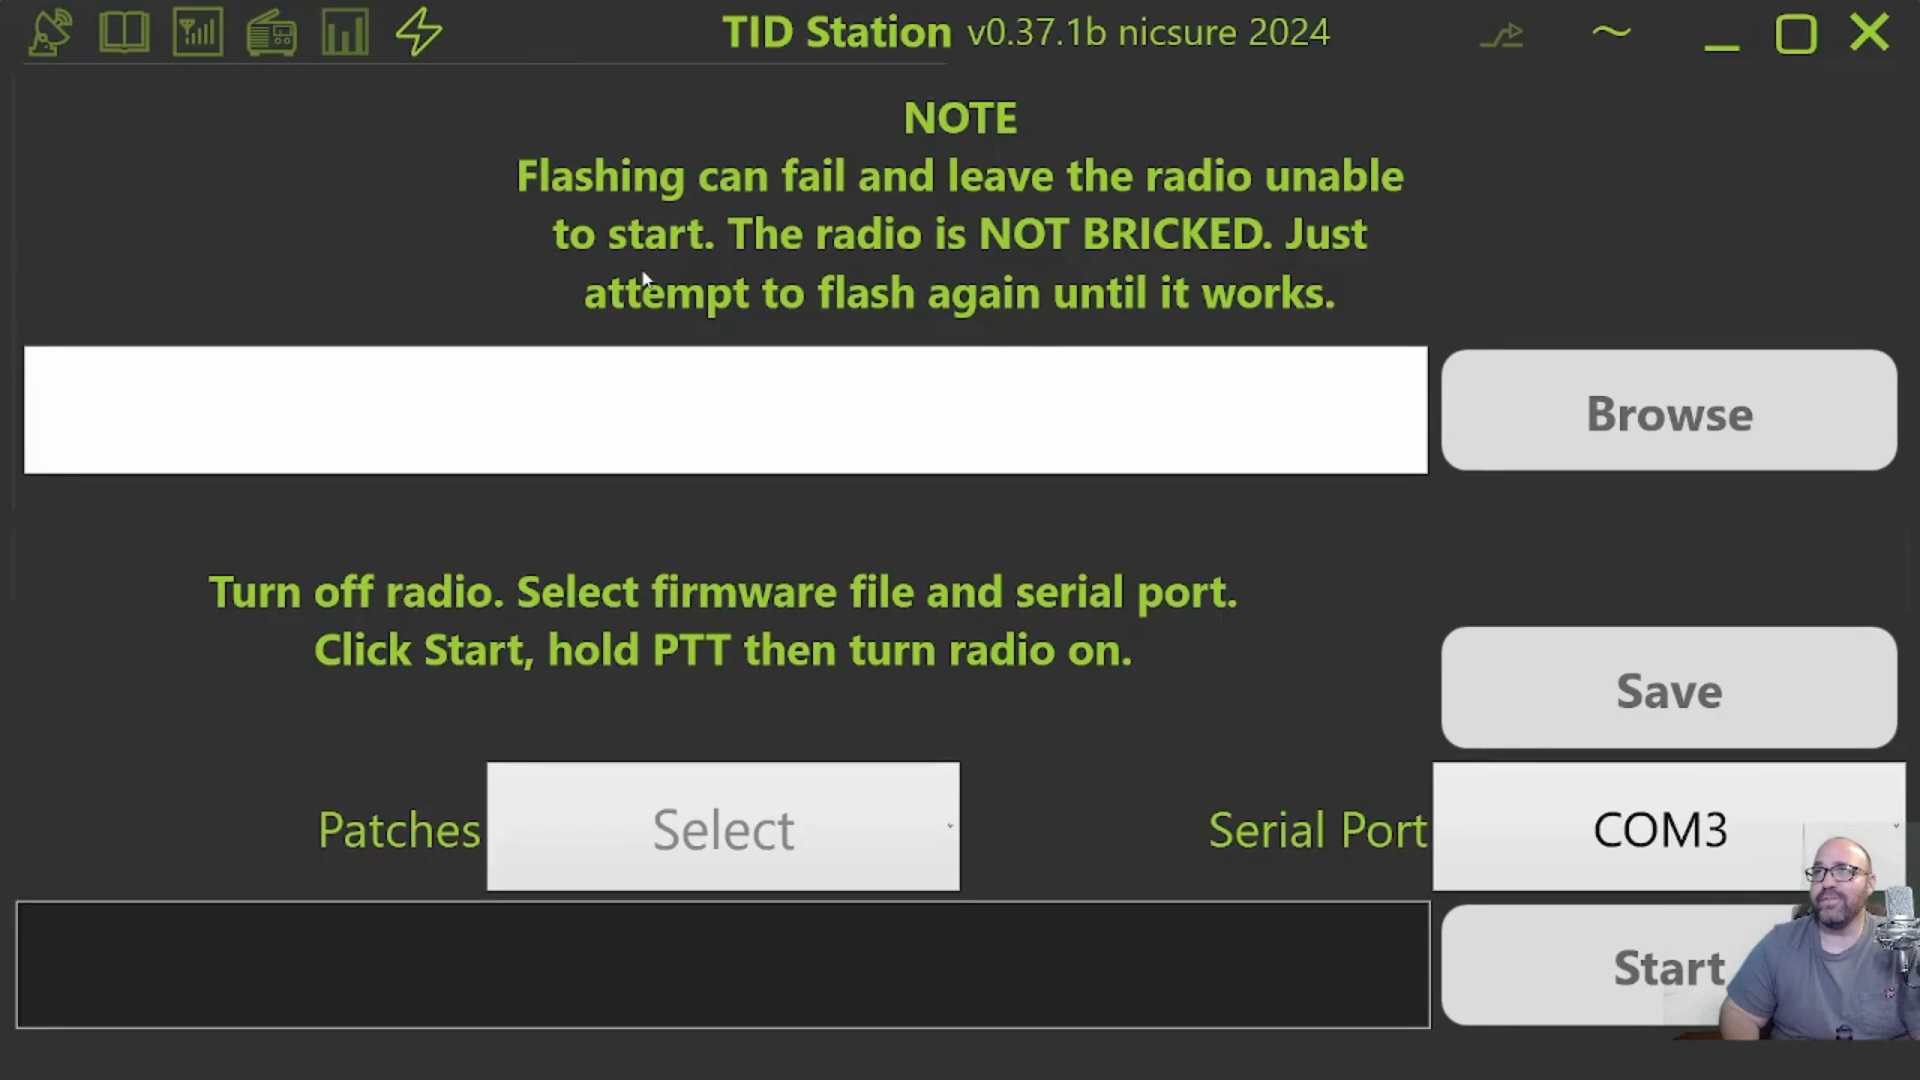 TID Station v0.37.1b nicsure 2024
NOTE
Flashing can fail and leave the radio unable
to start. The radio is NOT BRICKED. Just
attempt to flash again until it works.
Browse
Turn off radio. Select firmware file and serial port.
Click Start, hold PTT then turn radio on.
Save
Patches
Select
Serial Port
COM3
Start